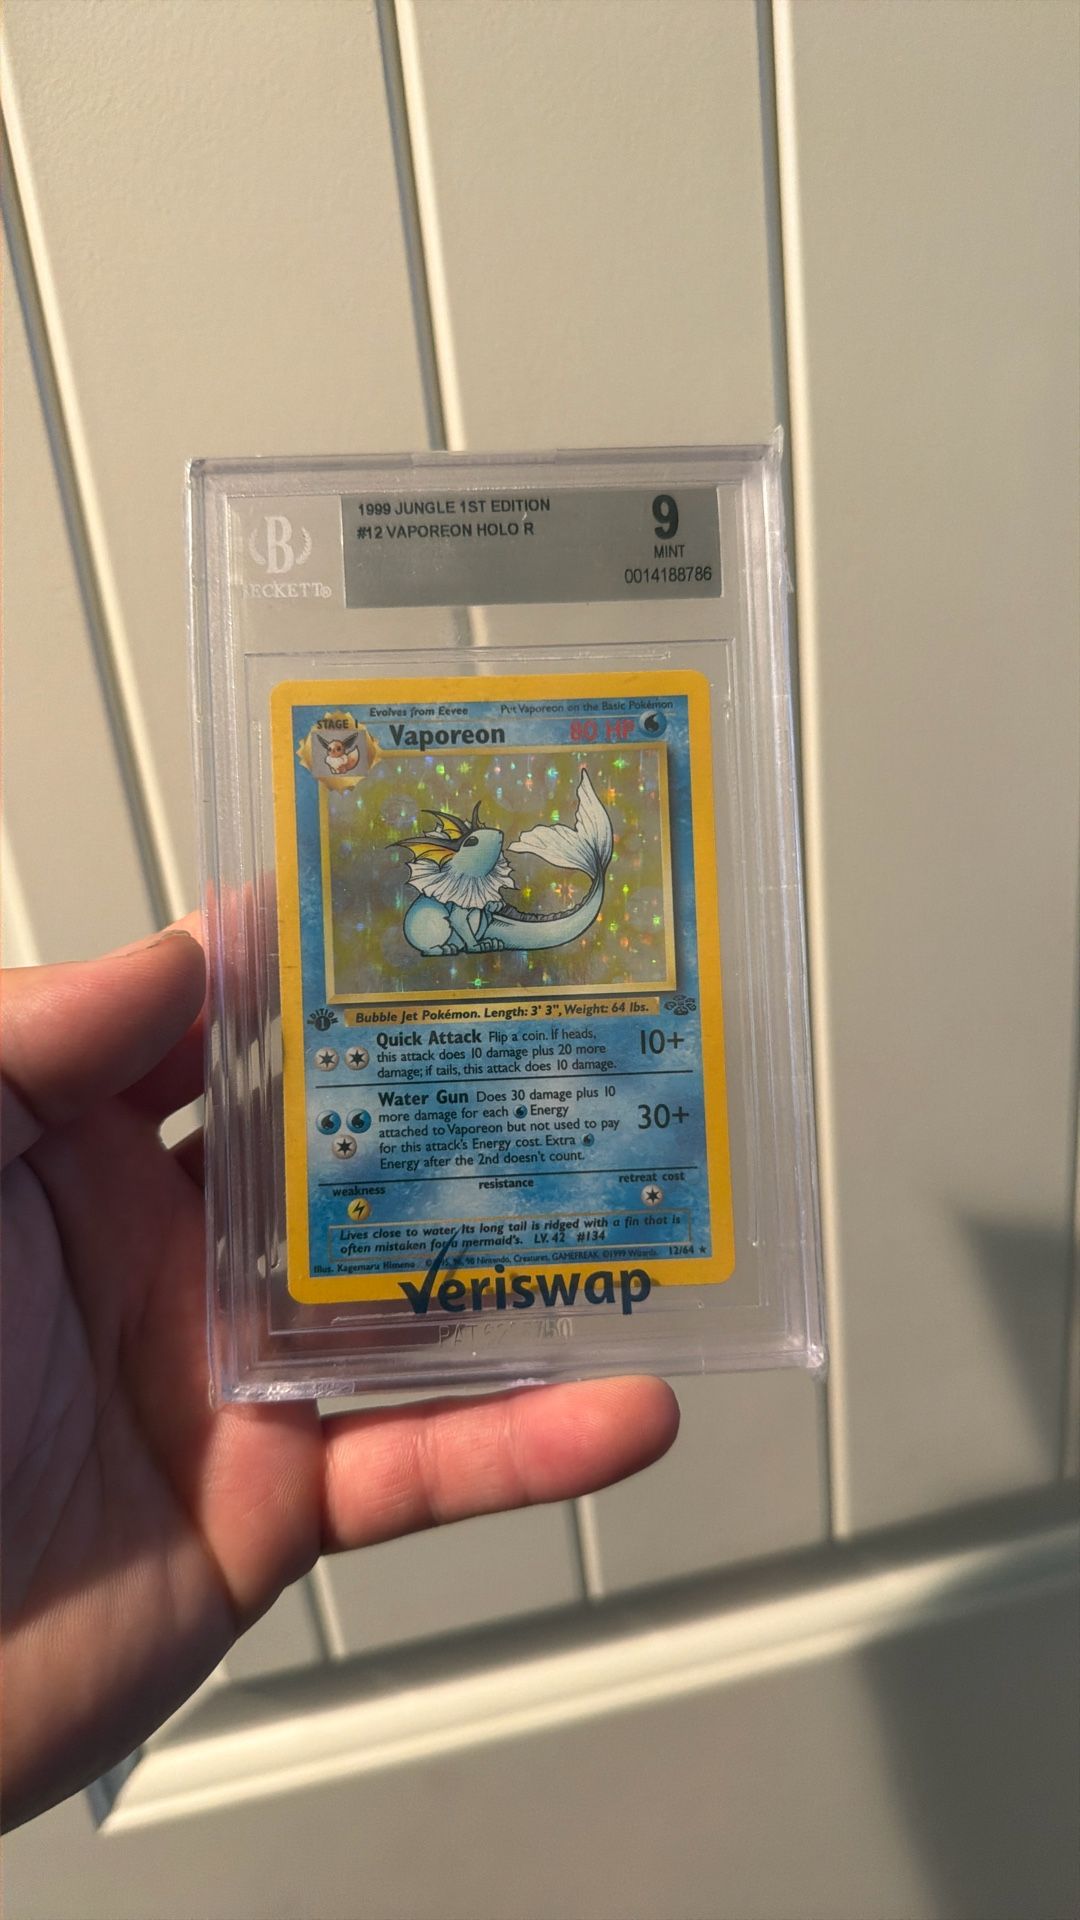 1999 JUNGLE 1ST EDITION
#12 VAPOREON HOLO R
9
MINT
0014188786
B
BECKETT®
Evolves from Eevee
Put Vaporeon on the Basic Pokémon
STAGE 1
Vaporeon
80 HP
EDITION
1
Bubble Jet Pokémon. Length: 3' 3", Weight: 64 lbs.
Quick Attack Flip a coin. If heads,
this attack does 10 damage plus 20 more
damage; if tails, this attack does 10 damage.
10+
Water Gun Does 30 damage plus 10
more damage for each Energy
attached to Vaporeon but not used to pay
for this attack's Energy cost. Extra
Energy after the 2nd doesn't count.
30+
weakness
resistance
retreat cost
Lives close to water. Its long tail is ridged with a fin that is
often mistaken for a mermaid's. LV. 42 #134
Illus. Kagemaru Himeno 98 Nintendo, Creatures, GAMEFREAK. ©1999 Wizards. 12/64 ★
veriswap
PAT